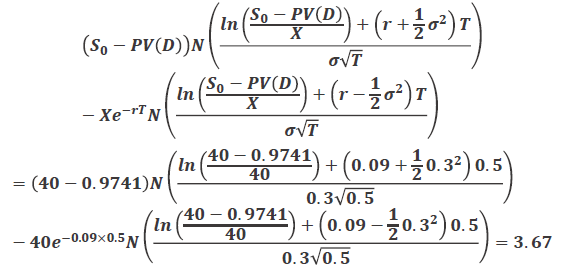 (S₀ − PV(D))N( (ln((S₀ − PV(D))/X) + (r + ½σ²)T) / (σ√T) )
− Xe^(−rT) N( (ln((S₀ − PV(D))/X) + (r − ½σ²)T) / (σ√T) )
= (40 − 0.9741)N( (ln((40 − 0.9741)/40) + (0.09 + ½0.3²)0.5) / (0.3√0.5) )
− 40e^(−0.09×0.5) N( (ln((40 − 0.9741)/40) + (0.09 − ½0.3²)0.5) / (0.3√0.5) ) = 3.67